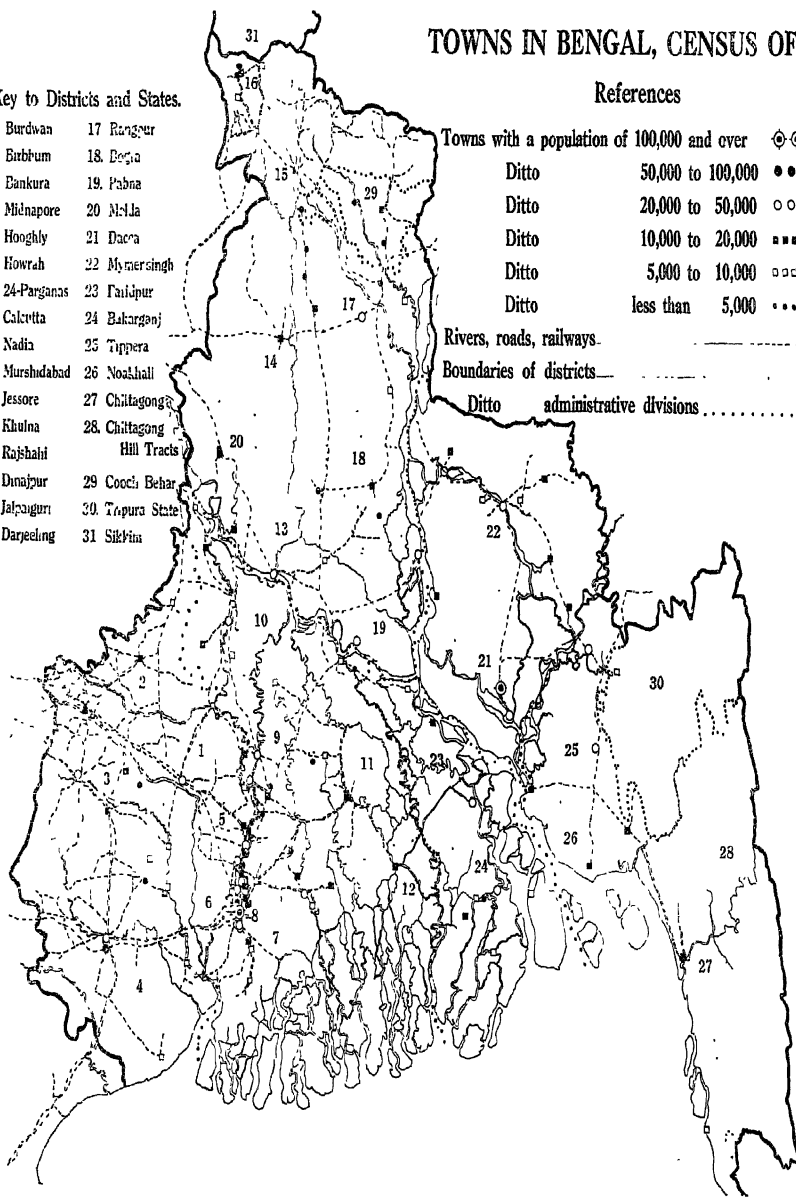 TOWNS IN BENGAL, CENSUS OF
References
Towns with a population of 100,000 and over
Ditto 50,000 to 100,000
Ditto 20,000 to 50,000
Ditto 10,000 to 20,000
Ditto 5,000 to 10,000
Ditto less than 5,000
Rivers, roads, railways
Boundaries of districts
Ditto administrative divisions
Key to Districts and States.
Burdwan 17 Rangpur
Birbhum 18. Bogra
Bankura 19. Pabna
Midnapore 20 Malda
Hooghly 21 Dacca
Howrah 22 Mymensingh
24-Parganas 23 Faridpur
Calcutta 24 Bakarganj
Nadia 25 Tippera
Murshidabad 26 Noakhali
Jessore 27 Chittagong
Khulna 28. Chittagong
Rajshahi Hill Tracts
Dinajpur 29 Cooch Behar
Jalpaiguri 30. Tripura State
Darjeeling 31 Sikkim
31
16
15
29
17
14
20
18
22
13
10
19
21
30
2
1
9
25
3
11
23
5
26
28
24
12
6
8
7
27
4